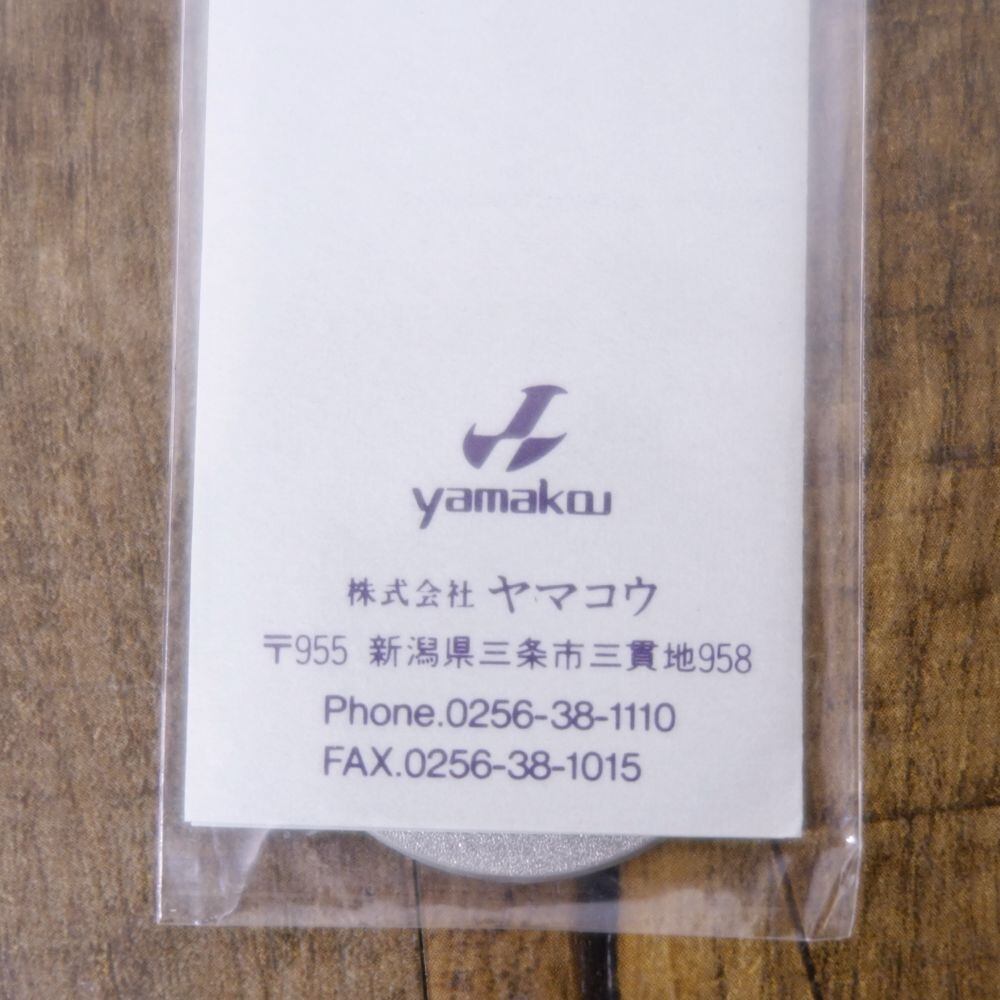 yamakou
株式会社 ヤマコウ
〒955 新潟県三条市三貫地958
Phone.0256-38-1110
FAX.0256-38-1015